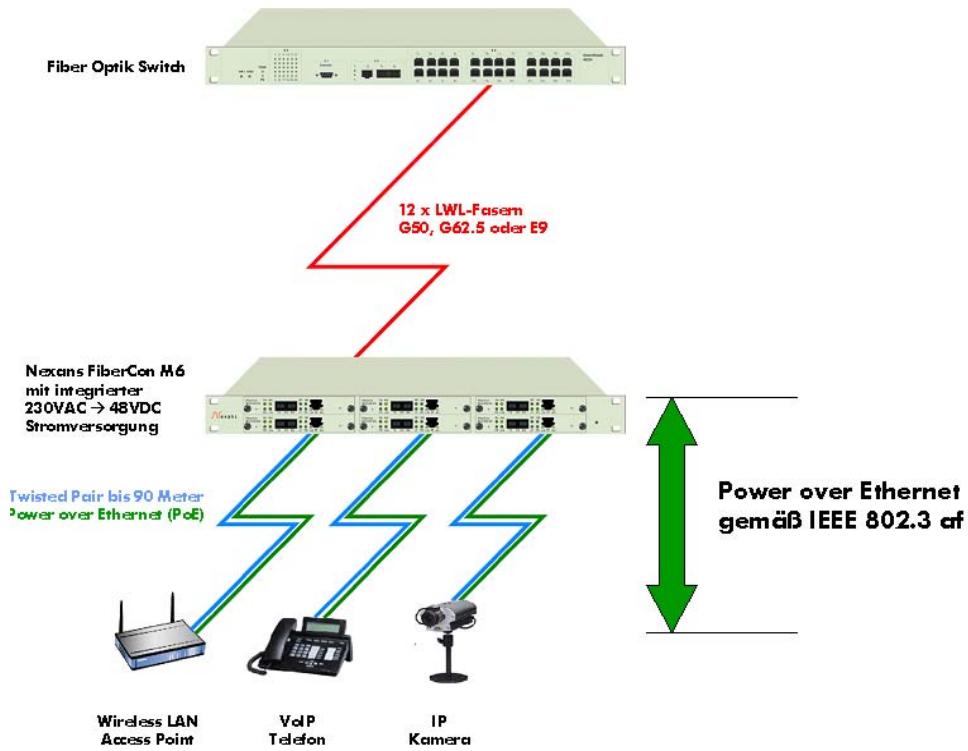 Fiber Optik Switch
12 x LWL-Fasern
G50, G62.5 oder E9
Nexans FiberCon M6
mit integrierter
230VAC → 48VDC
Stromversorgung
Nexans
Twisted Pair bis 90 Meter
Power over Ethernet (PoE)
Power over Ethernet
gemäß IEEE 802.3 af
Wireless LAN
Access Point
VoIP
Telefon
IP
Kamera